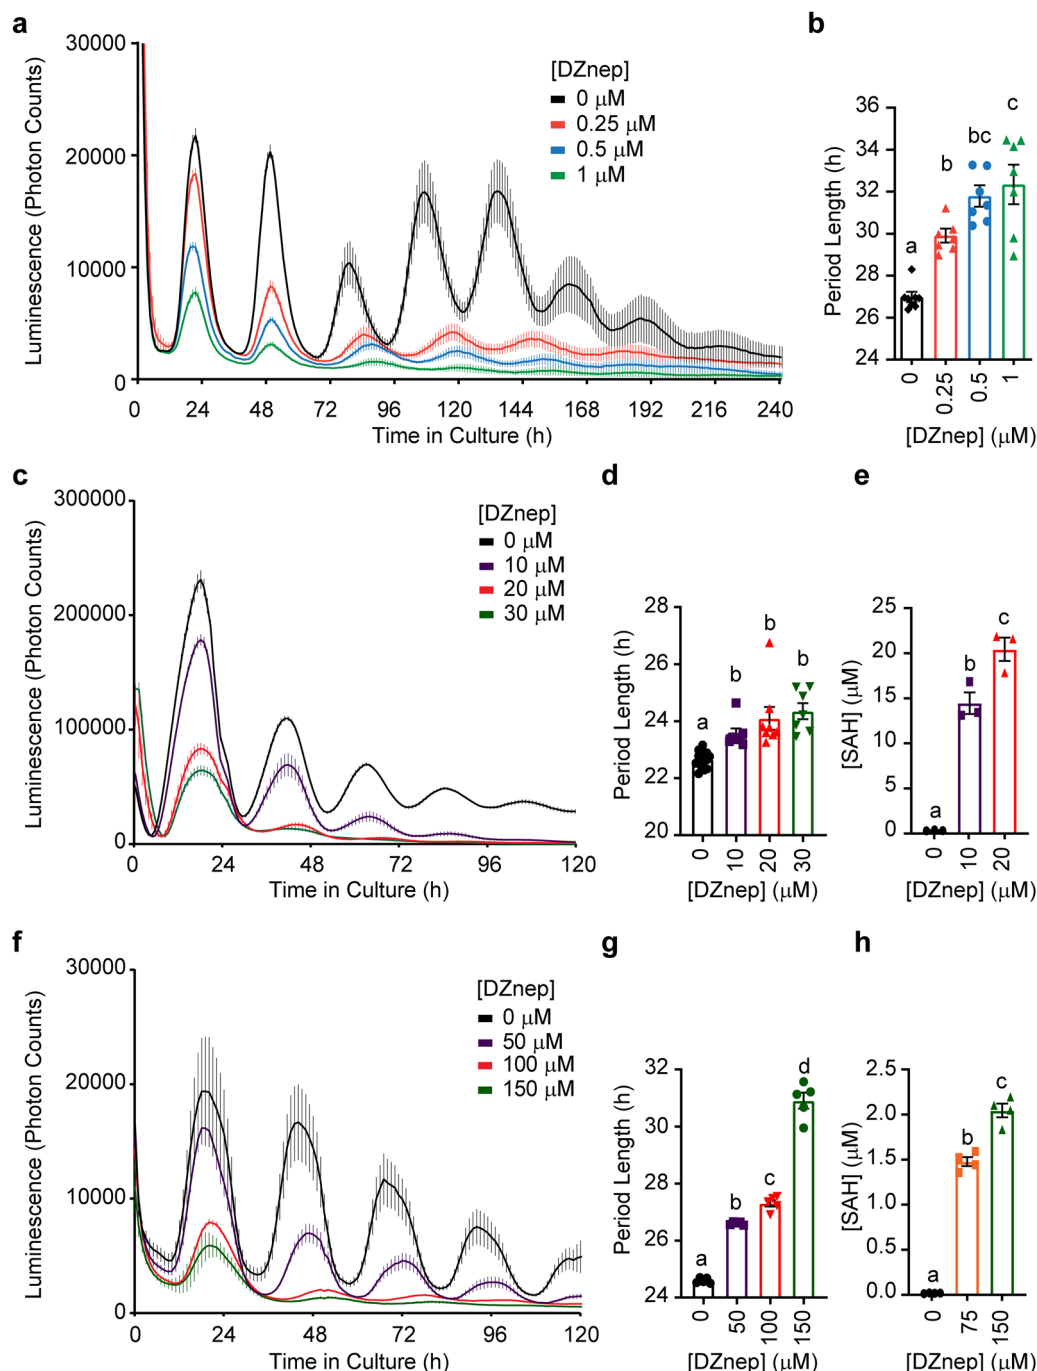 a
30000
20000
10000
0
Luminescence (Photon Counts)
[DZnep]
0 μM
0.25 μM
0.5 μM
1 μM
0 24 48 72 96 120 144 168 192 216 240
Time in Culture (h)
b
36
34
32
30
28
26
24
Period Length (h)
a
b
bc
c
0 0.25 0.5 1
[DZnep] (μM)
c
300000
200000
100000
0
Luminescence (Photon Counts)
[DZnep]
0 μM
10 μM
20 μM
30 μM
0 24 48 72 96 120
Time in Culture (h)
d
28
26
24
22
20
Period Length (h)
a
b
b
b
0 10 20 30
[DZnep] (μM)
e
25
20
15
10
5
0
[SAH] (μM)
a
b
c
0 10 20
[DZnep] (μM)
f
30000
20000
10000
0
Luminescence (Photon Counts)
[DZnep]
0 μM
50 μM
100 μM
150 μM
0 24 48 72 96 120
Time in Culture (h)
g
32
30
28
26
24
Period Length (h)
a
b
c
d
0 50 100 150
[DZnep] (μM)
h
2.5
2.0
1.5
1.0
0.5
0.0
[SAH] (μM)
a
b
c
0 75 150
[DZnep] (μM)